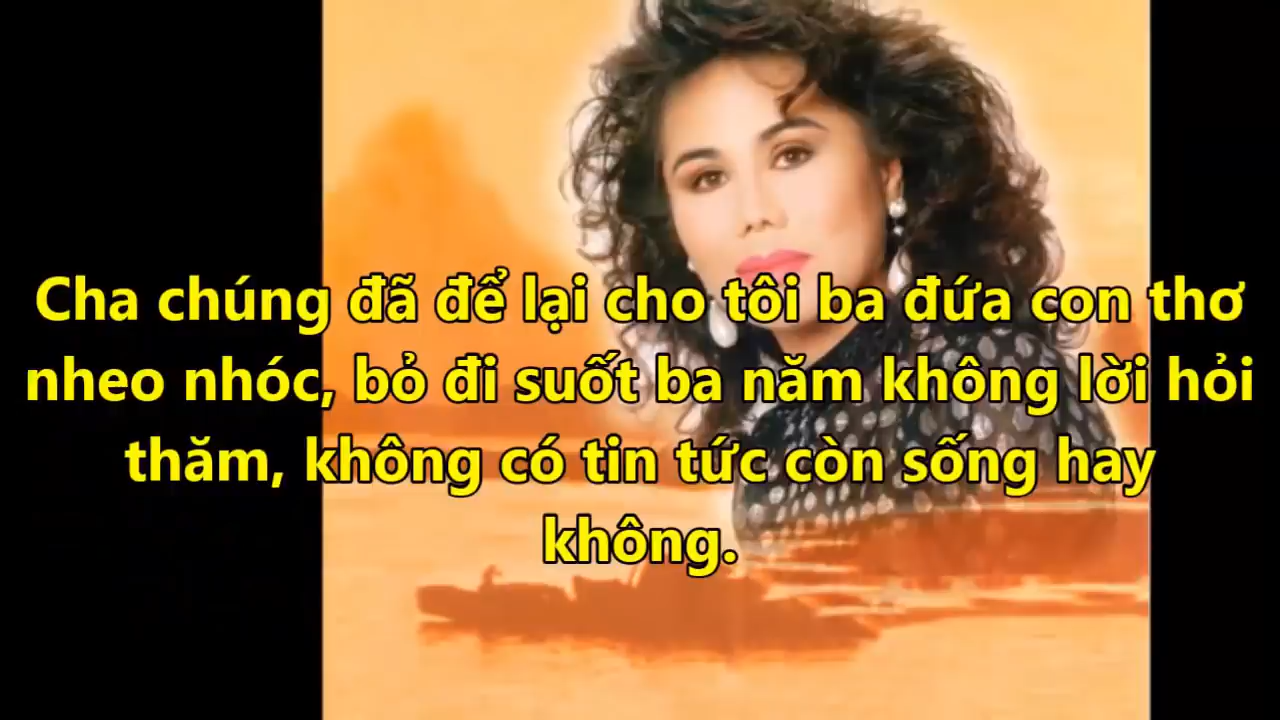 Cha chúng đã để lại cho tôi ba đứa con thơ
nheo nhóc, bỏ đi suốt ba năm không lời hỏi
thăm, không có tin tức còn sống hay
không.